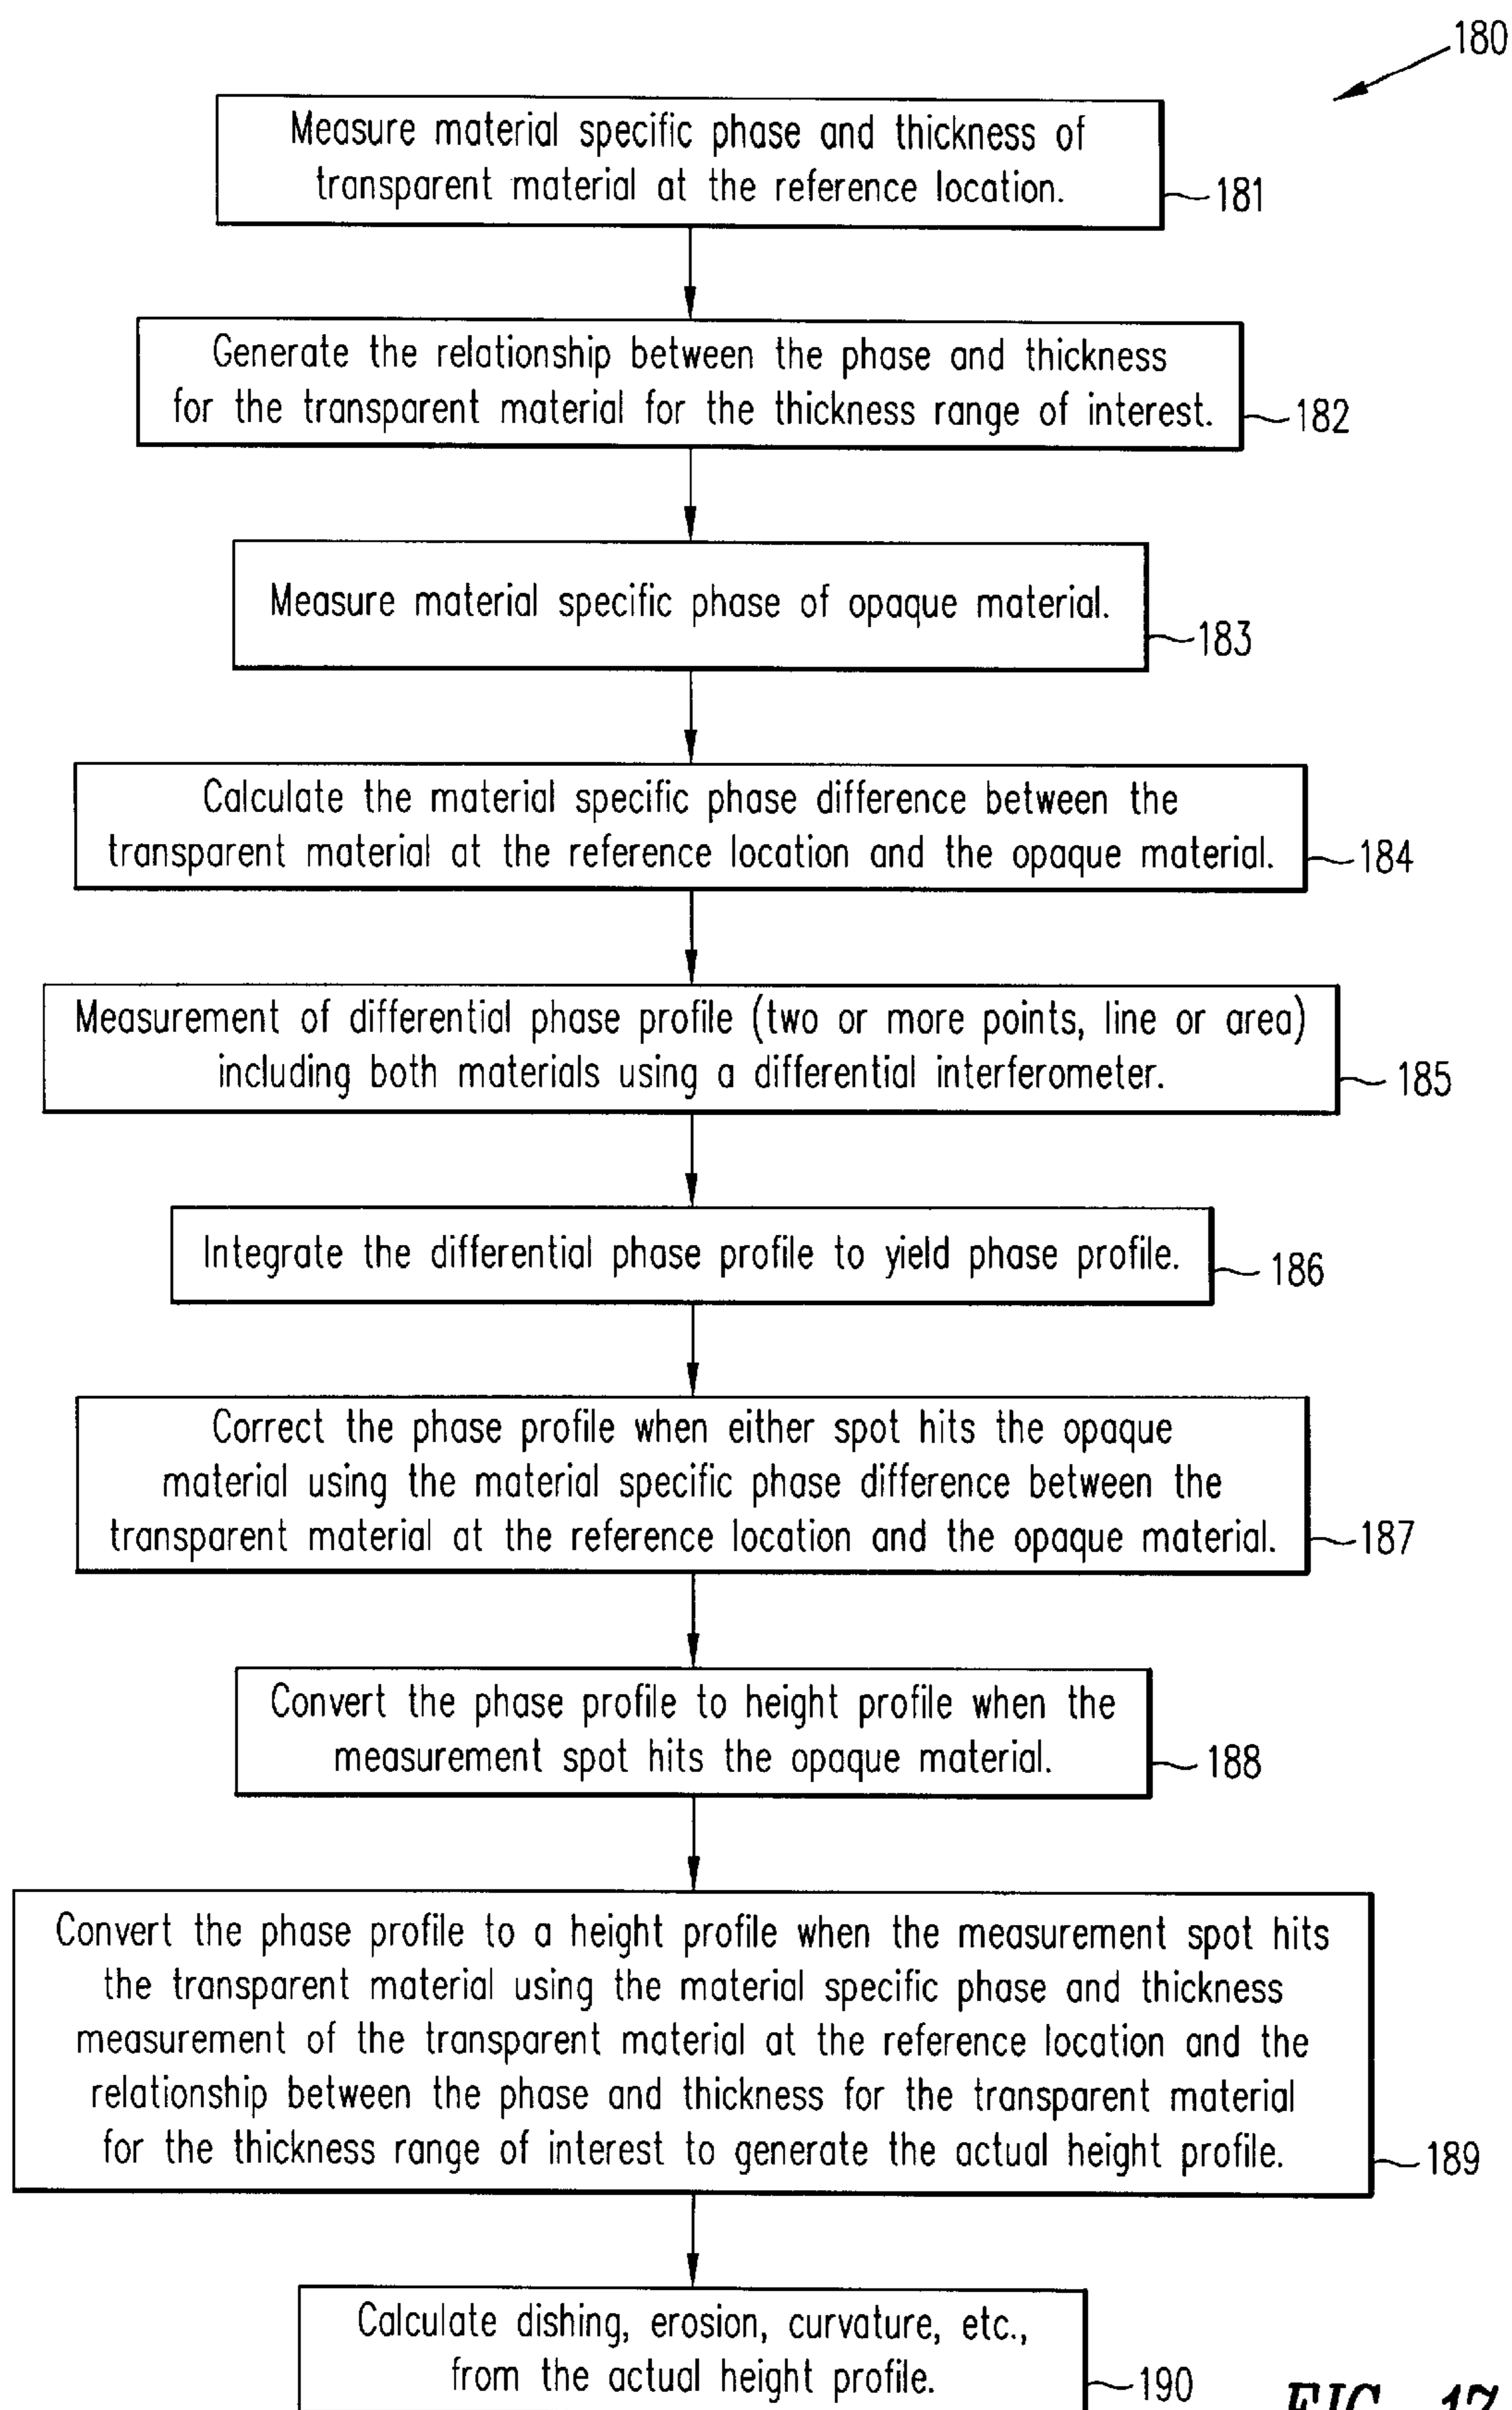 180
Measure material specific phase and thickness of
transparent material at the reference location.
181
Generate the relationship between the phase and thickness
for the transparent material for the thickness range of interest.
182
Measure material specific phase of opaque material.
183
Calculate the material specific phase difference between the
transparent material at the reference location and the opaque material.
184
Measurement of differential phase profile (two or more points, line or area)
including both materials using a differential interferometer.
185
Integrate the differential phase profile to yield phase profile.
186
Correct the phase profile when either spot hits the opaque
material using the material specific phase difference between the
transparent material at the reference location and the opaque material.
187
Convert the phase profile to height profile when the
measurement spot hits the opaque material.
188
Convert the phase profile to a height profile when the measurement spot hits
the transparent material using the material specific phase and thickness
measurement of the transparent material at the reference location and the
relationship between the phase and thickness for the transparent material
for the thickness range of interest to generate the actual height profile.
189
Calculate dishing, erosion, curvature, etc.,
from the actual height profile.
190
FIG. 17